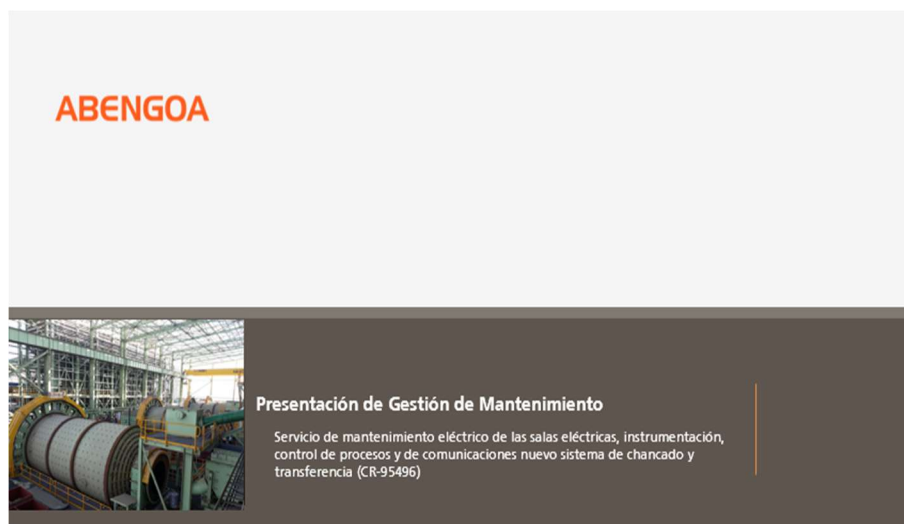 ABENGOA
Presentación de Gestión de Mantenimiento
Servicio de mantenimiento eléctrico de las salas eléctricas, instrumentación,
control de procesos y de comunicaciones nuevo sistema de chancado y
transferencia (CR-95496)